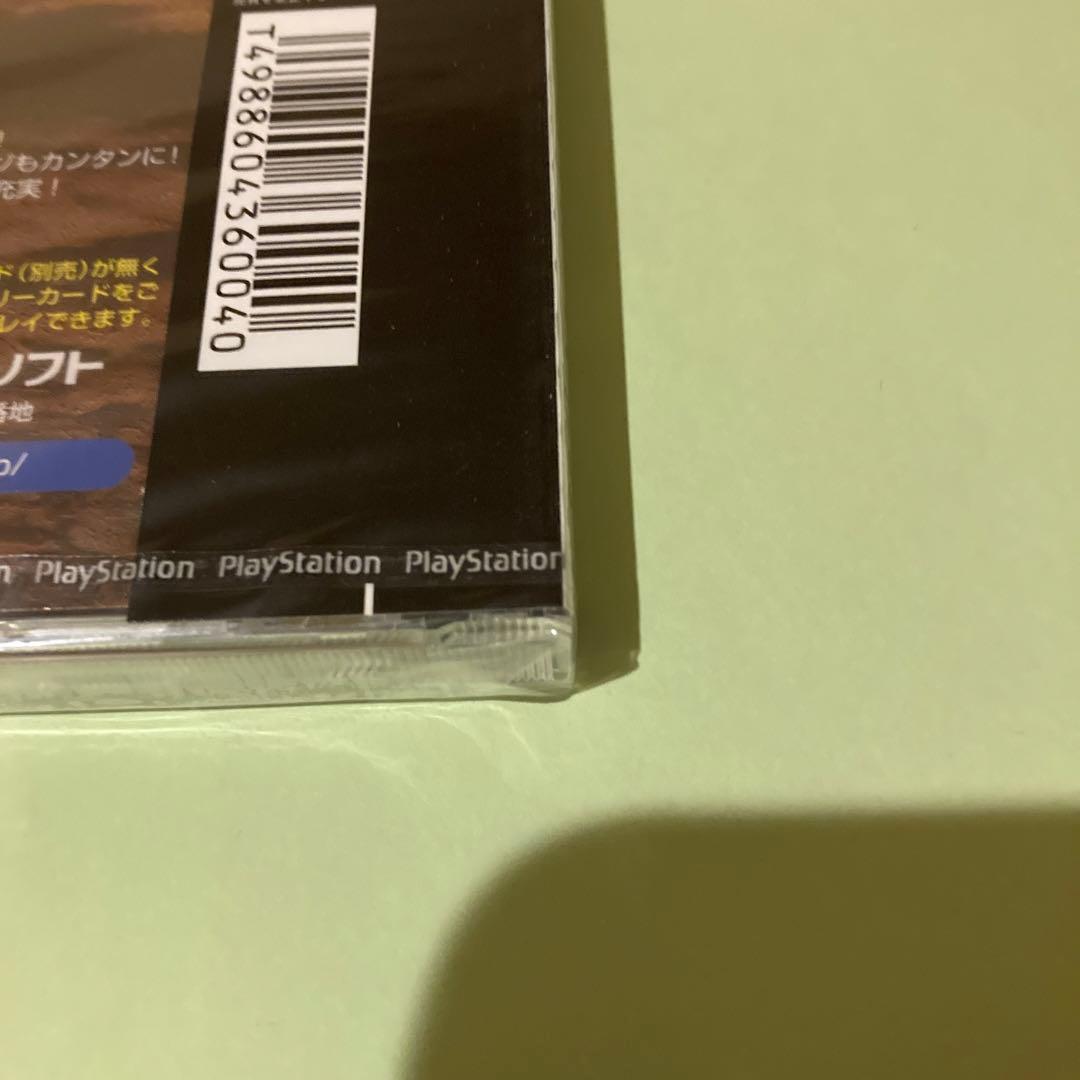 ジもカンタンに!
充実!
ド(別売)が無く
リーカードをご
レイできます。
ソフト
番地
p/
T4988604360040
PlayStation PlayStation PlayStation